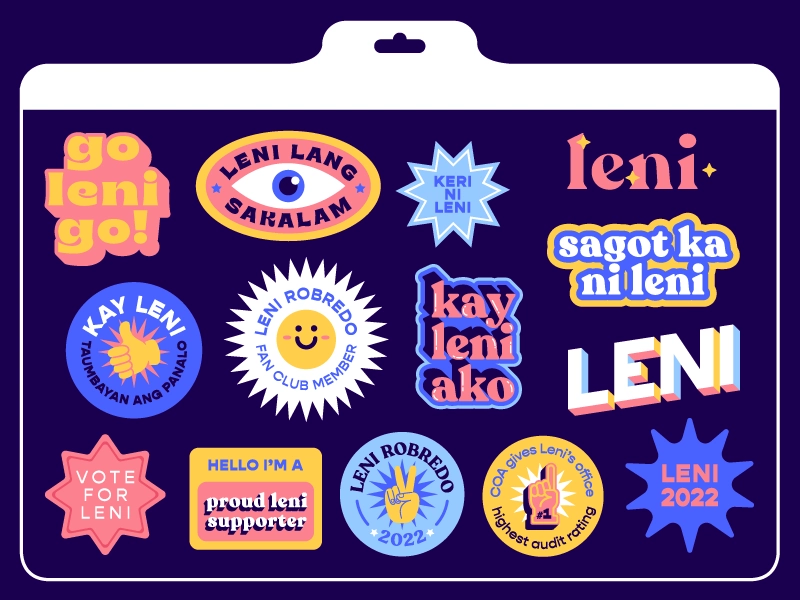 go
leni
go!
LENI LANG
SAKALAM
KERI
NI
LENI
leni
sagot ka
ni leni
KAY LENI
TAUMBAYAN ANG PANALO
LENI ROBREDO
FAN CLUB MEMBER
kay
leni
ako
LENI
VOTE
FOR
LENI
HELLO I'M A
proud leni
supporter
LENI ROBREDO
2022
COA gives Leni's office
#1
highest audit rating
LENI
2022